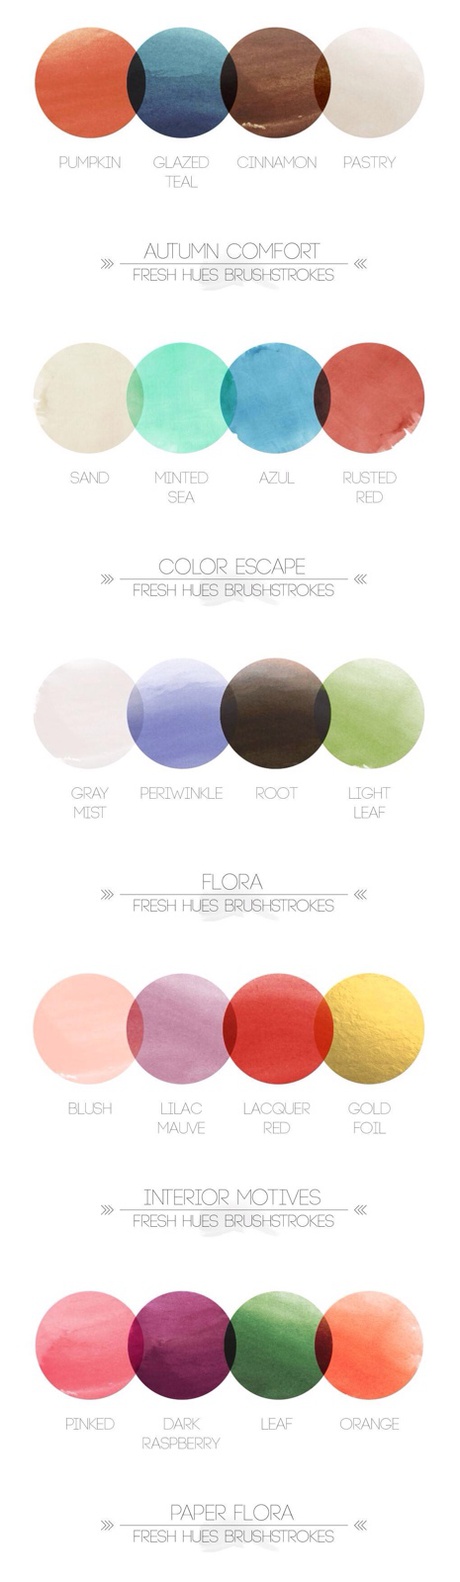 PUMPKIN GLAZED CINNAMON PASTRY
TEAL
AUTUMN COMFORT
FRESH HUES BRUSHSTROKES
SAND MINTED AZUL RUSTED
SEA RED
COLOR ESCAPE
FRESH HUES BRUSHSTROKES
GRAY PERIWINKLE ROOT LIGHT
MIST LEAF
FLORA
FRESH HUES BRUSHSTROKES
BLUSH LILAC LACQUER GOLD
MAUVE RED FOIL
INTERIOR MOTIVES
FRESH HUES BRUSHSTROKES
PINKED DARK LEAF ORANGE
RASPBERRY
PAPER FLORA
FRESH HUES BRUSHSTROKES